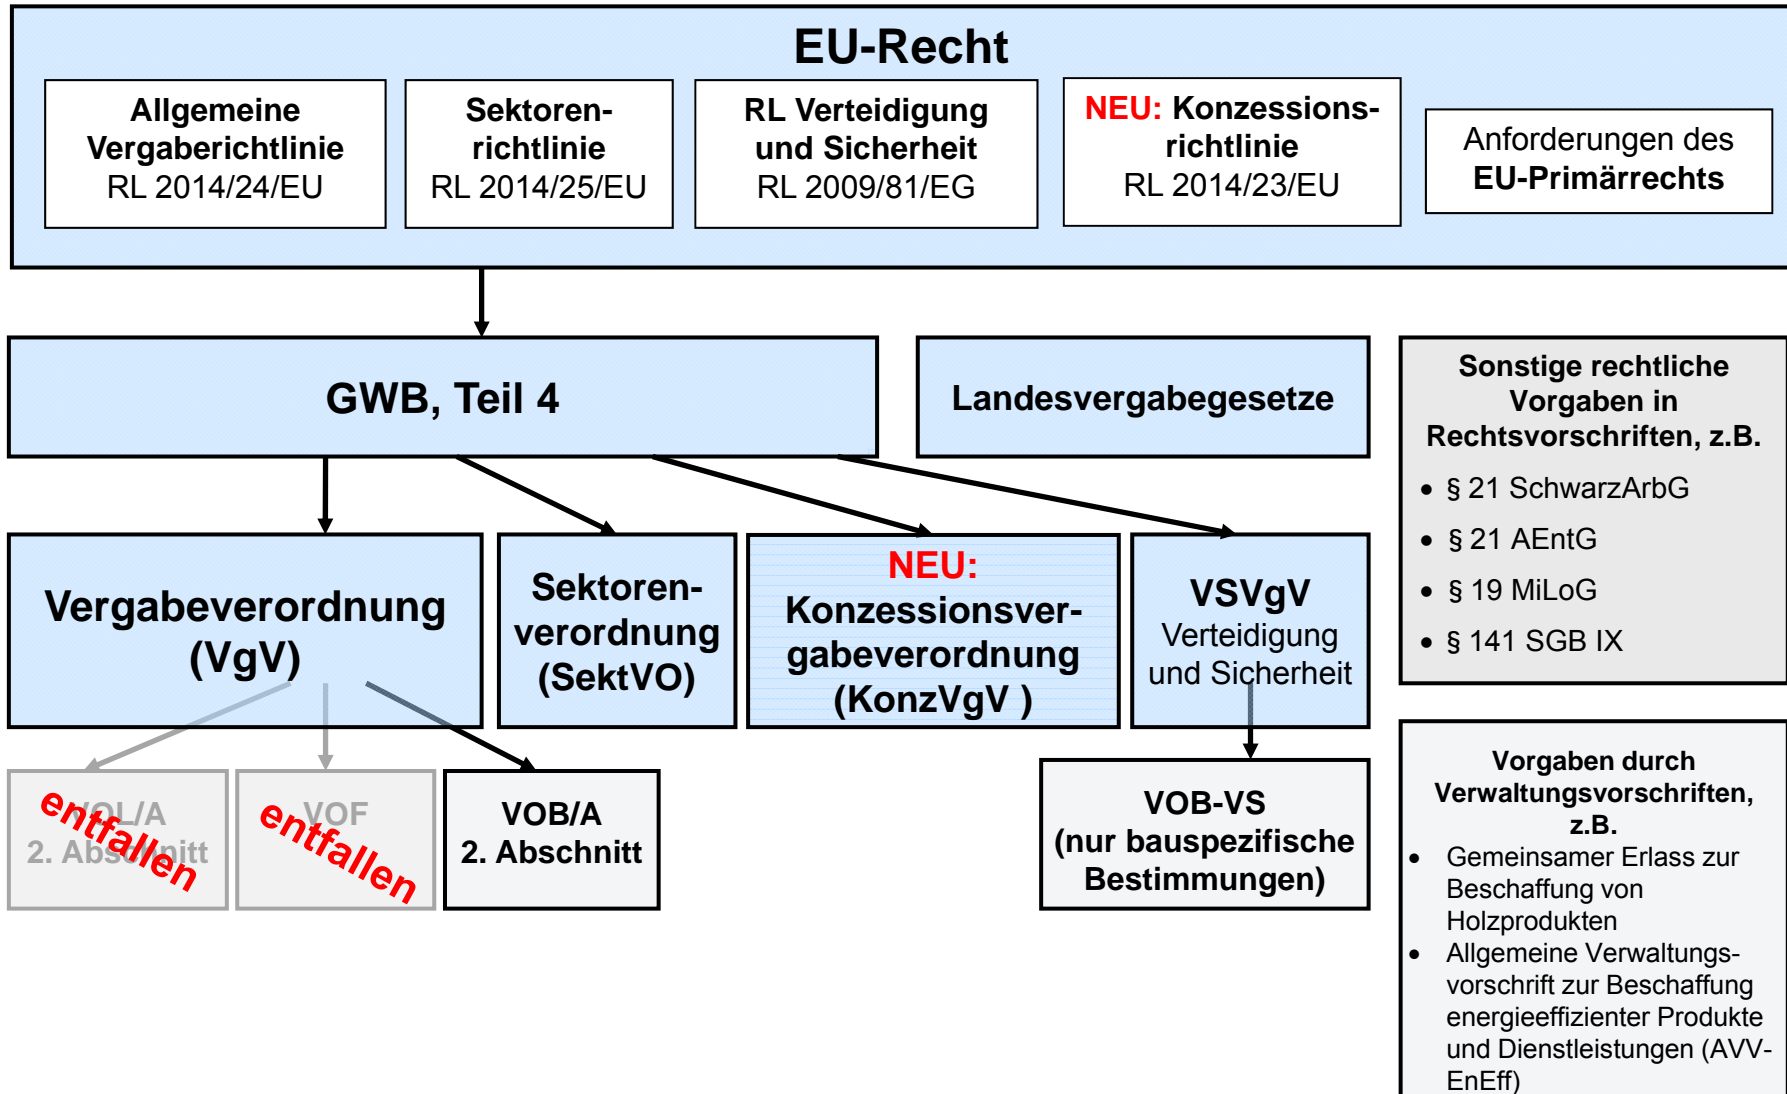 EU-Recht
Allgemeine
Vergaberichtlinie
RL 2014/24/EU
Sektoren-
richtlinie
RL 2014/25/EU
RL Verteidigung
und Sicherheit
RL 2009/81/EG
NEU: Konzessions-
richtlinie
RL 2014/23/EU
Anforderungen des
EU-Primärrechts
GWB, Teil 4
Landesvergabegesetze
Sonstige rechtliche
Vorgaben in
Rechtsvorschriften, z.B.
• § 21 SchwarzArbG
• § 21 AEntG
• § 19 MiLoG
• § 141 SGB IX
Vergabeverordnung
(VgV)
Sektoren-
verordnung
(SektVO)
NEU:
Konzessionsver-
gabeverordnung
(KonzVgV )
VSVgV
Verteidigung
und Sicherheit
VOL/A
2. Abschnitt
entfallen
VOF
entfallen
VOB/A
2. Abschnitt
VOB-VS
(nur bauspezifische
Bestimmungen)
Vorgaben durch
Verwaltungsvorschriften,
z.B.
• Gemeinsamer Erlass zur
Beschaffung von
Holzprodukten
• Allgemeine Verwaltungs-
vorschrift zur Beschaffung
energieeffizienter Produkte
und Dienstleistungen (AVV-
EnEff)